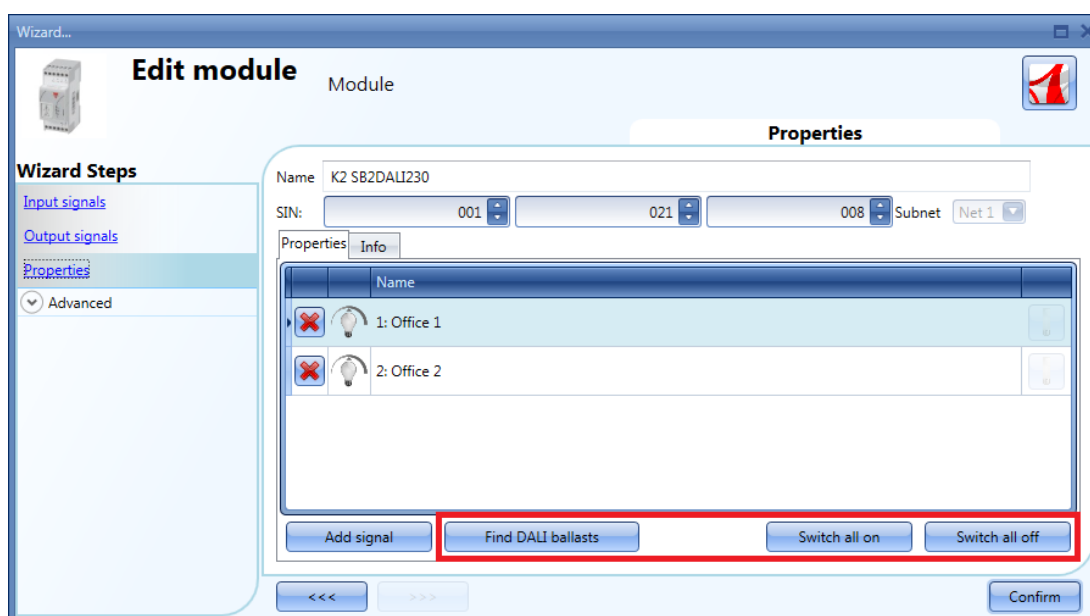 Wizard...
Edit module
Module
Properties
Wizard Steps
Input signals
Output signals
Properties
Advanced
Name K2 SB2DALI230
SIN: 001 021 008 Subnet Net 1
Properties Info
Name
1: Office 1
2: Office 2
Add signal Find DALI ballasts Switch all on Switch all off
<<< >>> Confirm